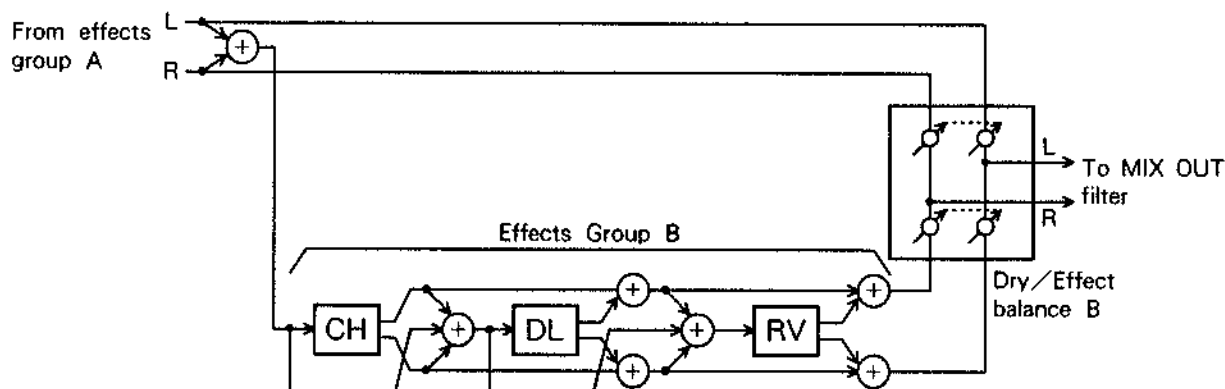 From effects
group A
L
R
+
L
R
To MIX OUT
filter
Effects Group B
Dry/Effect
balance B
CH
+
DL
+
+
+
RV
+
+